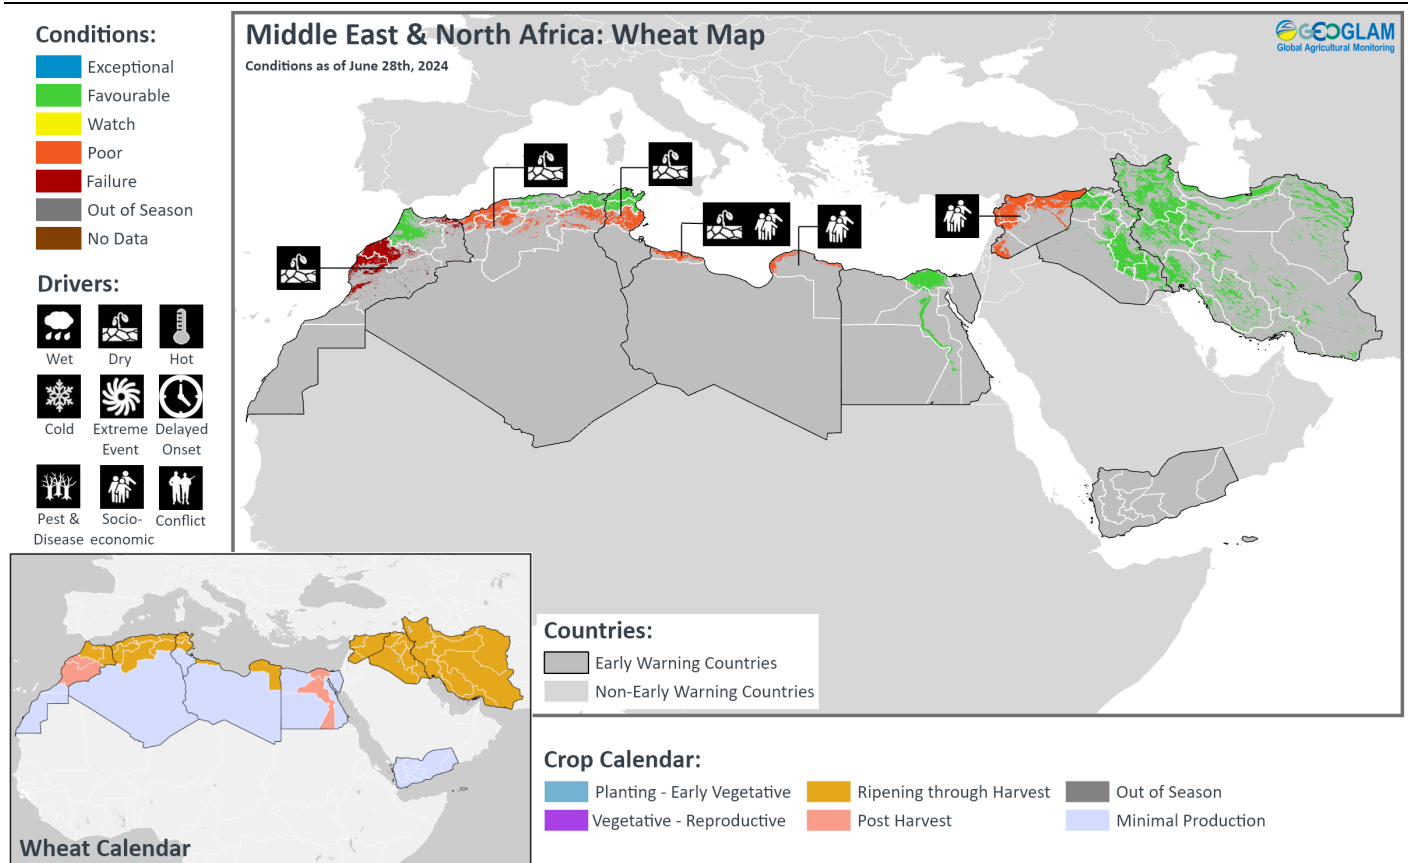 Conditions:
Exceptional
Favourable
Watch
Poor
Failure
Out of Season
No Data
Drivers:
Wet
Dry
Hot
Cold
Extreme
Event
Delayed
Onset
Pest &
Disease
Socio-
economic
Conflict
Middle East & North Africa: Wheat Map
Conditions as of June 28th, 2024
GEOGLAM
Global Agricultural Monitoring
Countries:
Early Warning Countries
Non-Early Warning Countries
Wheat Calendar
Crop Calendar:
Planting - Early Vegetative
Ripening through Harvest
Out of Season
Vegetative - Reproductive
Post Harvest
Minimal Production